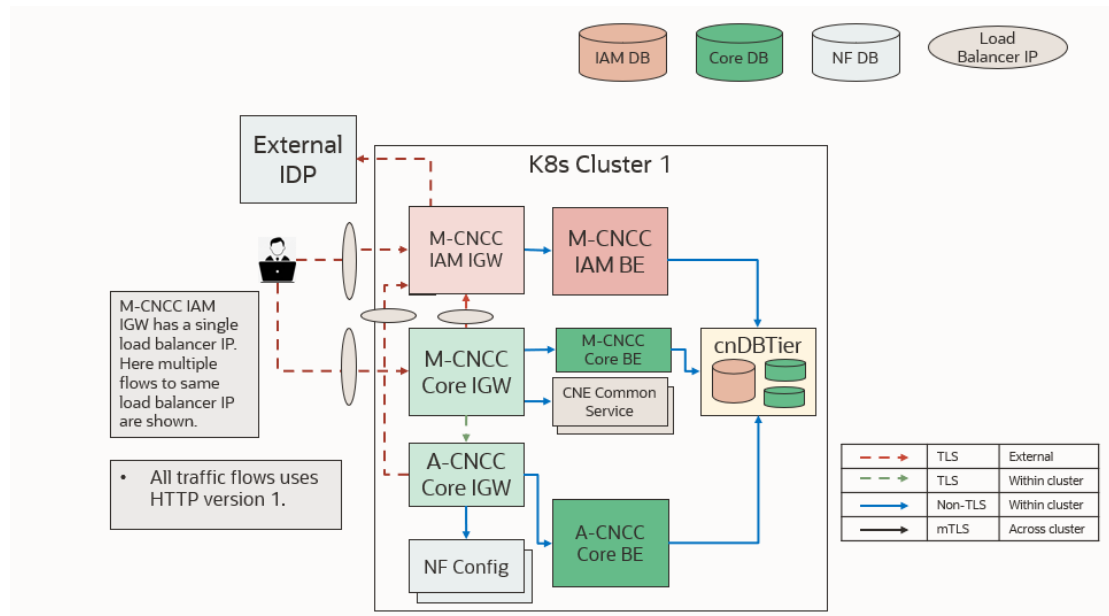 IAM DB
Core DB
NF DB
Load
Balancer IP
External
IDP
K8s Cluster 1
M-CNCC
IAM IGW
M-CNCC
IAM BE
M-CNCC IAM
IGW has a single
load balancer IP.
Here multiple
flows to same
load balancer IP
are shown.
M-CNCC
Core IGW
M-CNCC
Core BE
CNE Common
Service
cnDBTier
A-CNCC
Core IGW
• All traffic flows uses
HTTP version 1.
A-CNCC
Core BE
NF Config
TLS External
TLS Within cluster
Non-TLS Within cluster
mTLS Across cluster